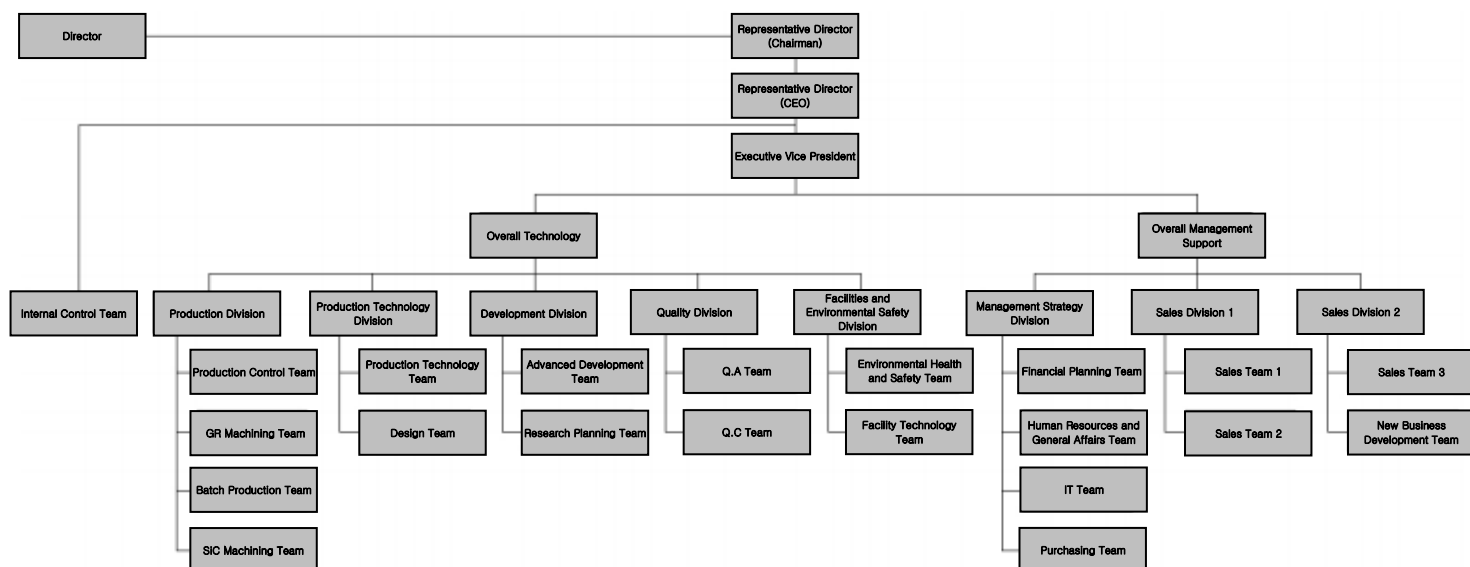 Director
Representative Director
(Chairman)
Representative Director
(CEO)
Executive Vice President
Overall Technology
Overall Management
Support
Internal Control Team
Production Division
Production Technology
Division
Development Division
Quality Division
Facilities and
Environmental Safety
Division
Management Strategy
Division
Sales Division 1
Sales Division 2
Production Control Team
Production Technology
Team
Advanced Development
Team
Q.A Team
Environmental Health
and Safety Team
Financial Planning Team
Sales Team 1
Sales Team 3
GR Machining Team
Design Team
Research Planning Team
Q.C Team
Facility Technology
Team
Human Resources and
General Affairs Team
Sales Team 2
New Business
Development Team
Batch Production Team
IT Team
SIC Machining Team
Purchasing Team